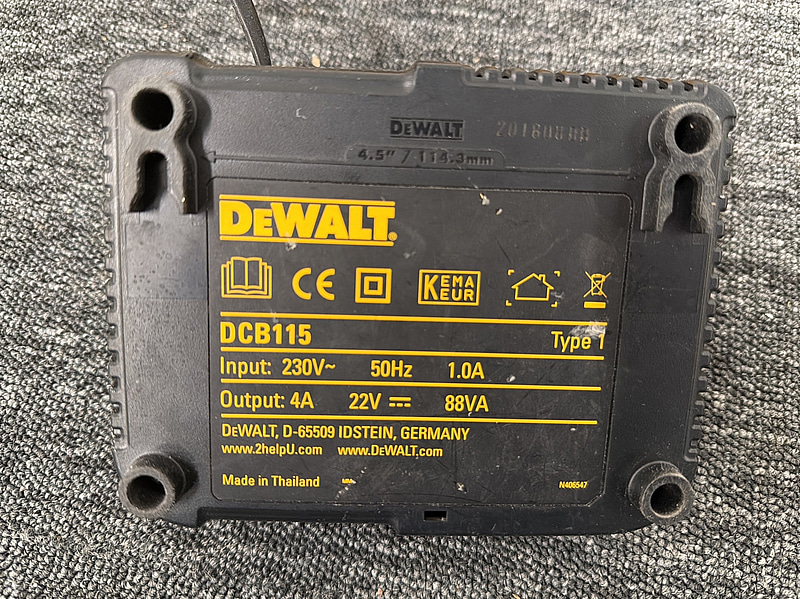 DEWALT
4.5" / 114.3mm
DEWALT®
CE
KEMA
KEUR
DCB115 Type 1
Input: 230V~ 50Hz 1.0A
Output: 4A 22V ⎓ 88VA
DEWALT, D-65509 IDSTEIN, GERMANY
www.2helpU.com www.DEWALT.com
Made in Thailand N406547